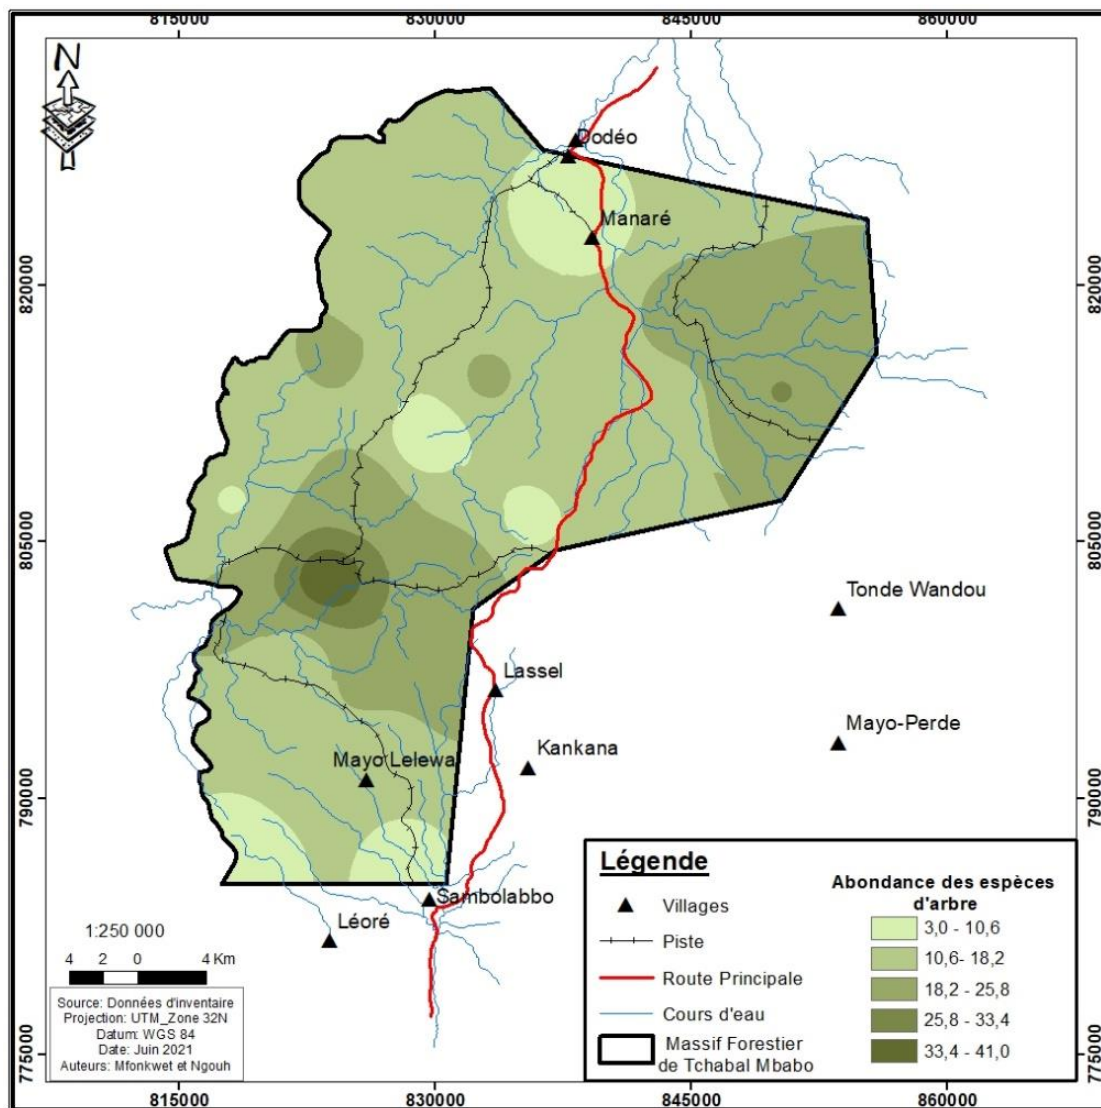 815000 830000 845000 860000
N
Dodéo
Manaré
820000 820000
805000 805000
Tonde Wandou
Lassel
Mayo-Perde
Kankana
Mayo Lelewa
790000 790000
Sambolabbo
Léoré
1:250 000
4 2 0 4 Km
Source: Données d'inventaire
Projection: UTM_Zone 32N
Datum: WGS 84
Date: Juin 2021
Auteurs: Mfonkwet et Ngouh
Légende
Villages
Piste
Route Principale
Cours d'eau
Massif Forestier
de Tchabal Mbabo
Abondance des espèces
d'arbre
3,0 - 10,6
10,6- 18,2
18,2 - 25,8
25,8 - 33,4
33,4 - 41,0
775000 775000
815000 830000 845000 860000